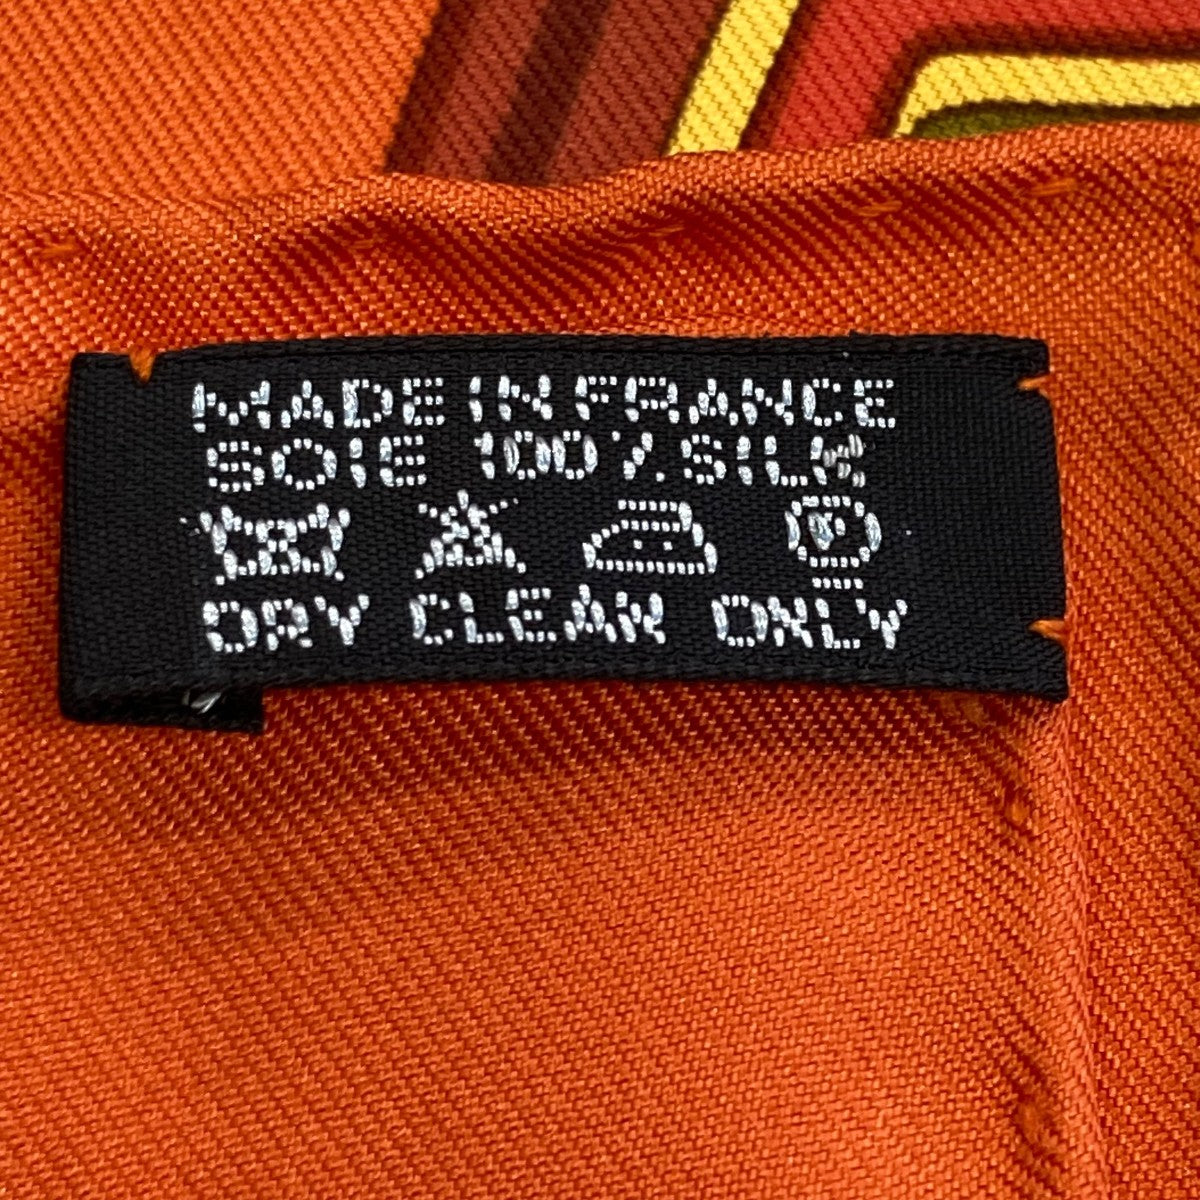 MADE IN FRANCE
SOIE 100% SILK
DRY CLEAN ONLY